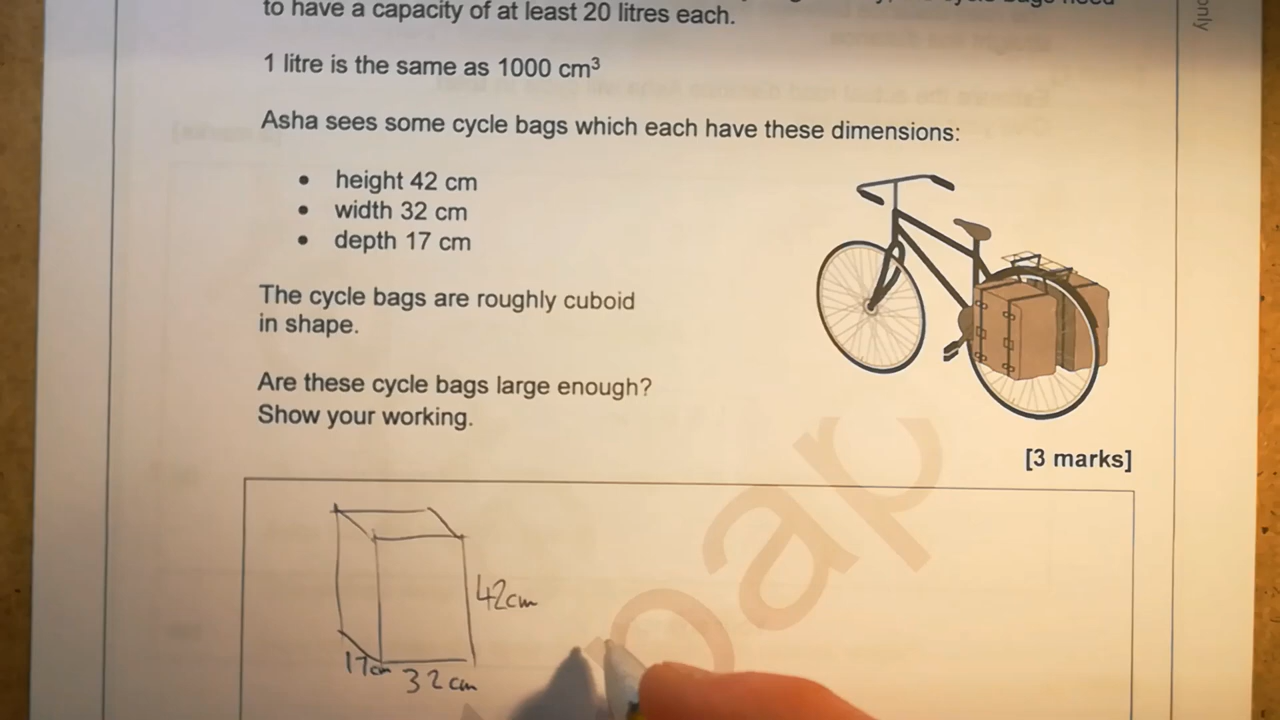 to have a capacity of at least 20 litres each.
only
1 litre is the same as 1000 cm³
Asha sees some cycle bags which each have these dimensions:
• height 42 cm
• width 32 cm
• depth 17 cm
The cycle bags are roughly cuboid
in shape.
Are these cycle bags large enough?
Show your working.
[3 marks]
42cm
17cm 32cm